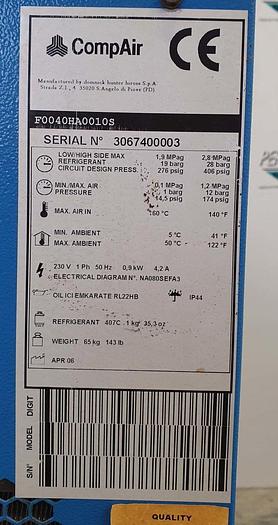 CompAir CE
Manufactured by domnick hunter hiross S.p.A
Strada Z.I., 4 35020 S.Angelo di Piove (PD)
F0040HA0010S
SERIAL N° 3067400003
LOW/HIGH SIDE MAX 1,9 MPag 2,8 MPag
REFRIGERANT 19 barg 28 barg
CIRCUIT DESIGN PRESS. 276 psig 406 psig
MIN./MAX. AIR 0,1 MPag 1,2 MPag
PRESSURE 1 barg 12 barg
14,5 psig 174 psig
MAX. AIR IN 60 °C 140 °F
MIN. AMBIENT 5 °C 41 °F
MAX. AMBIENT 50 °C 122 °F
230 V 1 Ph 50 Hz 0,9 kW 4,2 A
ELECTRICAL DIAGRAM N°. NA080SEFA3
OIL ICI EMKARATE RL22HB IP44
REFRIGERANT 407C 1 kg 35,3 oz
WEIGHT 65 kg 143 lb
APR 06
S/N° MODEL DIGIT
QUALITY